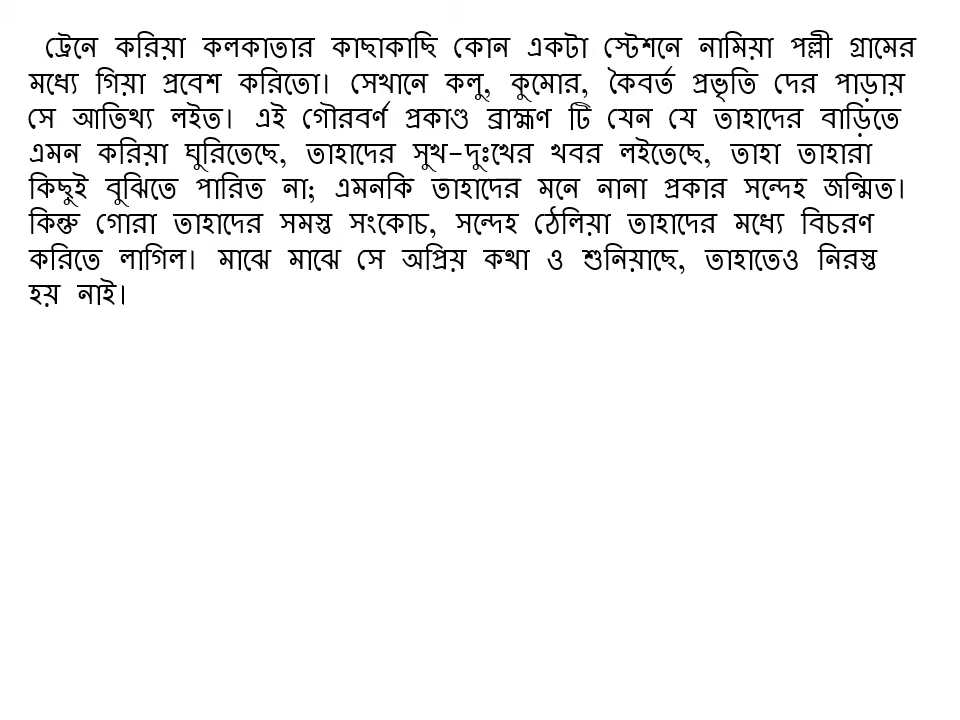 ট্রেনে করিয়া কলকাতার কাছাকাছি কোন একটা স্টেশনে নামিয়া পল্লী গ্রামের
মধ্যে গিয়া প্রবেশ করিতো। সেখানে কলু, কুমোর, কৈবর্ত প্রভৃতি দের পাড়ায়
সে আতিথ্য লইত। এই গৌরবর্ণ প্রকাণ্ড ব্রাহ্মণ টি যেন যে তাহাদের বাড়িতে
এমন করিয়া ঘুরিতেছে, তাহাদের সুখ-দুঃখের খবর লইতেছে, তাহা তাহারা
কিছুই বুঝিতে পারিত না; এমনকি তাহাদের মনে নানা প্রকার সন্দেহ জন্মিত।
কিন্তু গোরা তাহাদের সমস্ত সংকোচ, সন্দেহ ঠেলিয়া তাহাদের মধ্যে বিচরণ
করিতে লাগিল। মাঝে মাঝে সে অপ্রিয় কথা ও শুনিয়াছে, তাহাতেও নিরস্ত
হয় নাই।